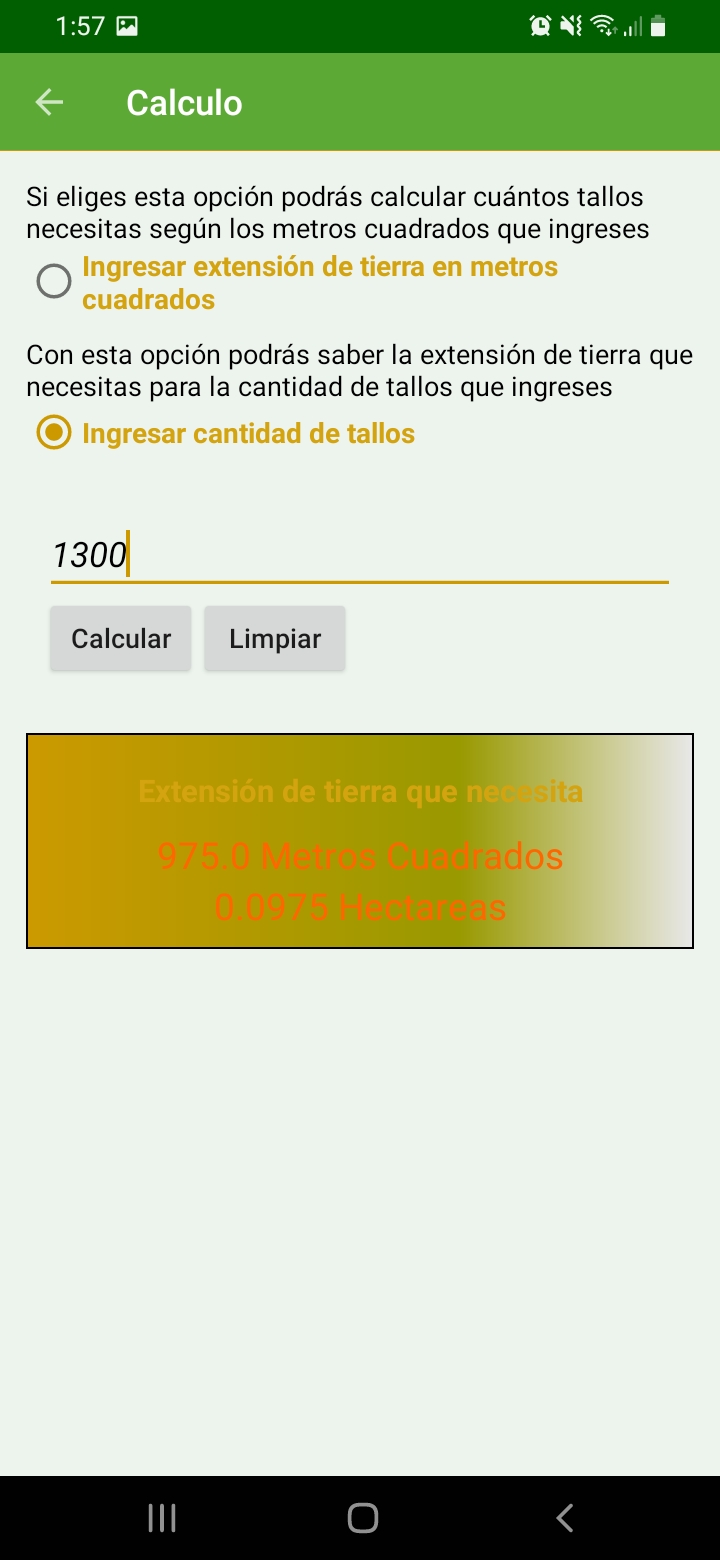 1:57
Calculo
Si eliges esta opción podrás calcular cuántos tallos
necesitas según los metros cuadrados que ingreses
Ingresar extensión de tierra en metros
cuadrados
Con esta opción podrás saber la extensión de tierra que
necesitas para la cantidad de tallos que ingreses
Ingresar cantidad de tallos
1300
Calcular Limpiar
Extensión de tierra que necesita
975.0 Metros Cuadrados
0.0975 Hectareas